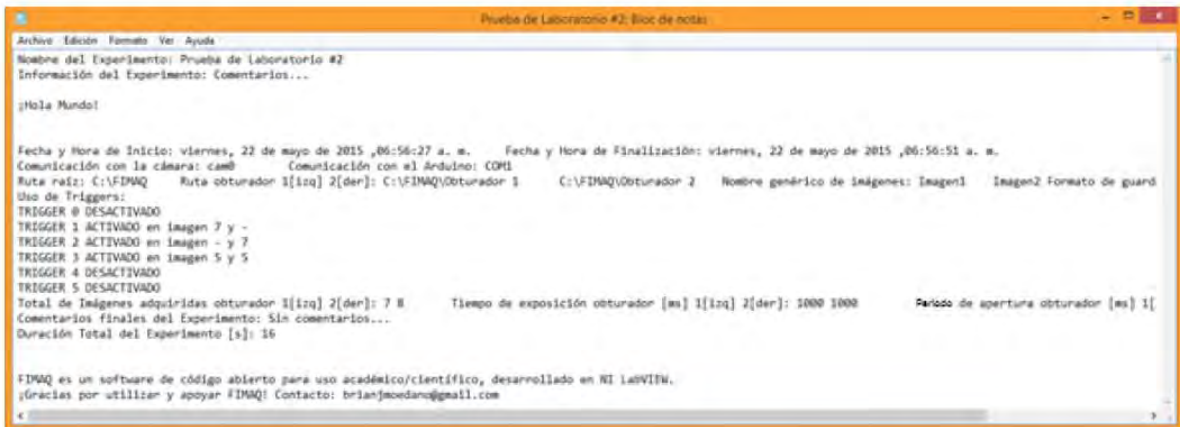 Prueba de Laboratorio #2: Bloc de notas
Archivo Edición Formato Ver Ayuda
Nombre del Experimento: Prueba de Laboratorio #2
Información del Experimento: Comentarios...
¡Hola Mundo!
Fecha y Hora de Inicio: viernes, 22 de mayo de 2015 ,06:56:27 a. m. Fecha y Hora de Finalización: viernes, 22 de mayo de 2015 ,06:56:51 a. m.
Comunicación con la cámara: cam0 Comunicación con el Arduino: COM1
Ruta raíz: C:\FIMAQ Ruta obturador 1[izq] 2[der]: C:\FIMAQ\Obturador 1 C:\FIMAQ\Obturador 2 Nombre genérico de imágenes: Imagen1 Imagen2 Formato de guard
Uso de Triggers:
TRIGGER 0 DESACTIVADO
TRIGGER 1 ACTIVADO en imagen 7 y -
TRIGGER 2 ACTIVADO en imagen - y 7
TRIGGER 3 ACTIVADO en imagen 5 y 5
TRIGGER 4 DESACTIVADO
TRIGGER 5 DESACTIVADO
Total de Imágenes adquiridas obturador 1[izq] 2[der]: 7 8 Tiempo de exposición obturador [ms] 1[izq] 2[der]: 1000 1000 Periodo de apertura obturador [ms] 1[
Comentarios finales del Experimento: Sin comentarios...
Duración Total del Experimento [s]: 16
FIMAQ es un software de código abierto para uso académico/científico, desarrollado en NI LabVIEW.
¡Gracias por utilizar y apoyar FIMAQ! Contacto: brianjmoedano@gmail.com